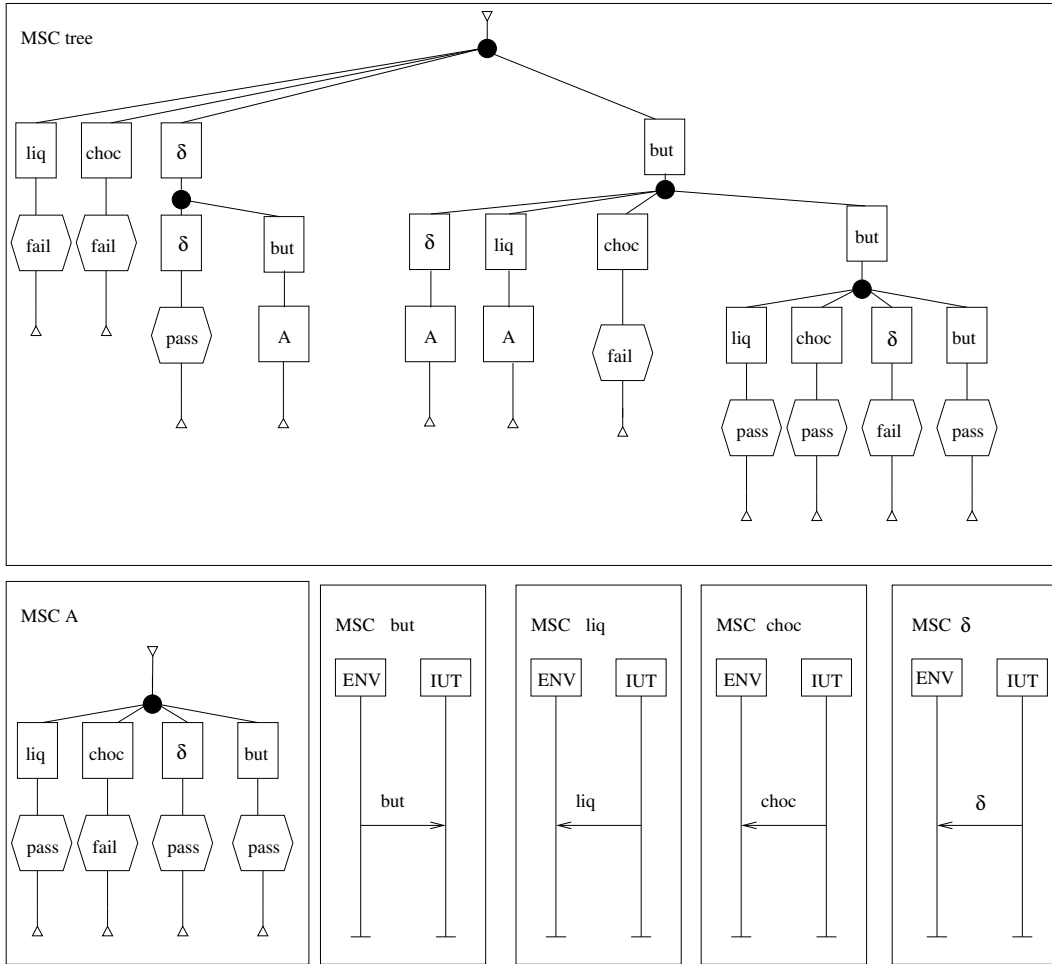 MSC tree
liq choc δ but
fail fail δ but δ liq choc but
pass A A A fail liq choc δ but
pass pass fail pass
MSC A
liq choc δ but
pass fail pass pass
MSC but
ENV IUT
but
MSC liq
ENV IUT
liq
MSC choc
ENV IUT
choc
MSC δ
ENV IUT
δ